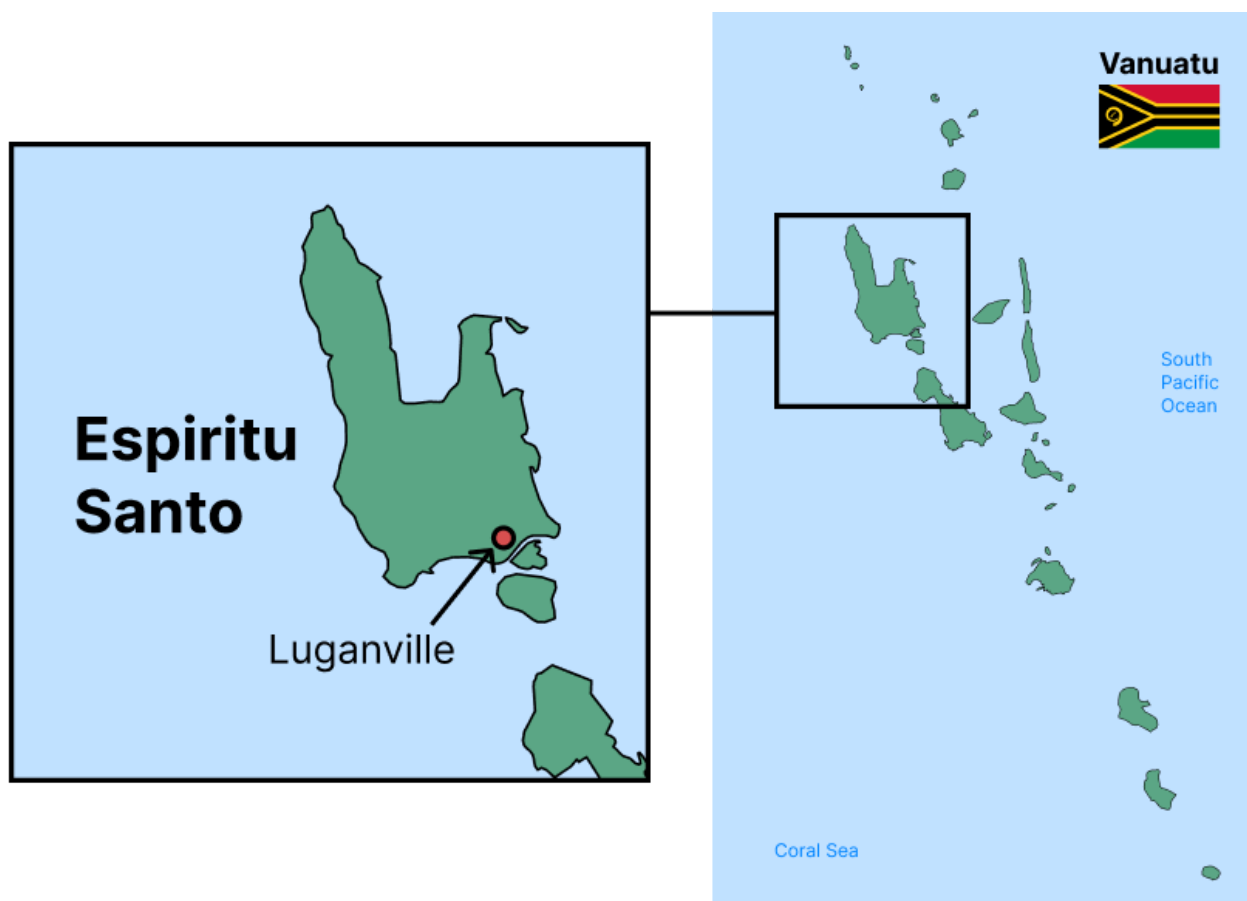 Vanuatu
Espiritu
Santo
Luganville
South
Pacific
Ocean
Coral Sea